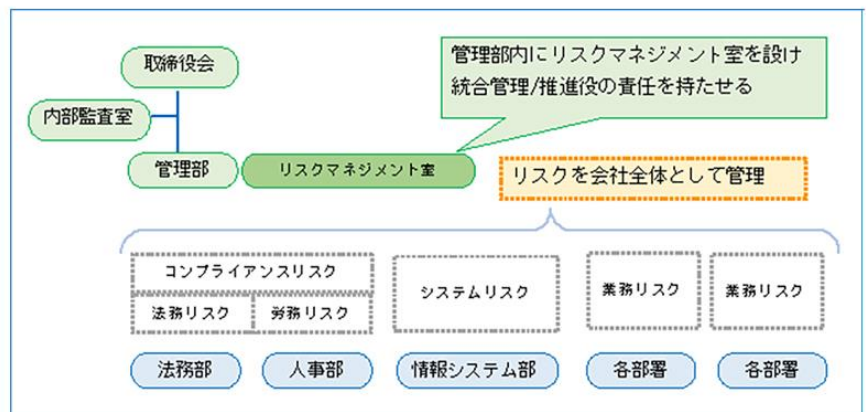 取締役会
内部監査室
管理部
リスクマネジメント室
管理部内にリスクマネジメント室を設け
統合管理/推進役の責任を持たせる
リスクを会社全体として管理
コンプライアンスリスク
法務リスク
労務リスク
システムリスク
業務リスク
業務リスク
法務部
人事部
情報システム部
各部署
各部署